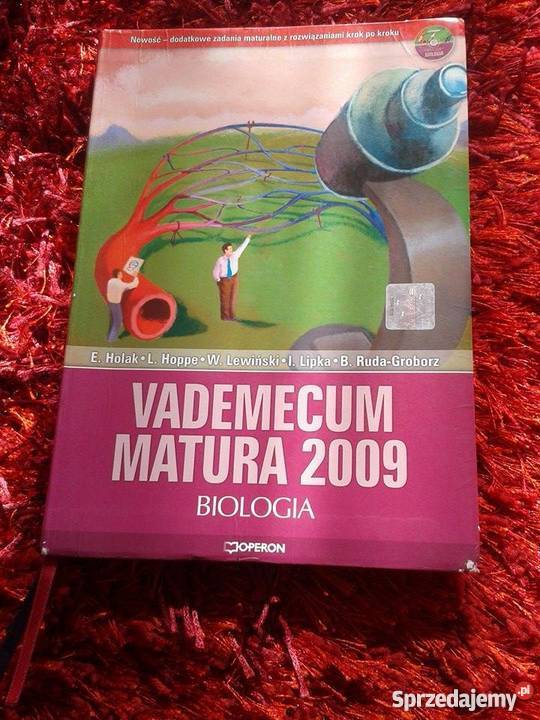 Nowość – dodatkowe zadania maturalne z rozwiązaniami krok po kroku
BIOLOGIA
E. Holak • L. Hoppe • W. Lewiński • I. Lipka • B. Ruda-Groborz
VADEMECUM
MATURA 2009
BIOLOGIA
OPERON
Sprzedajemy.pl